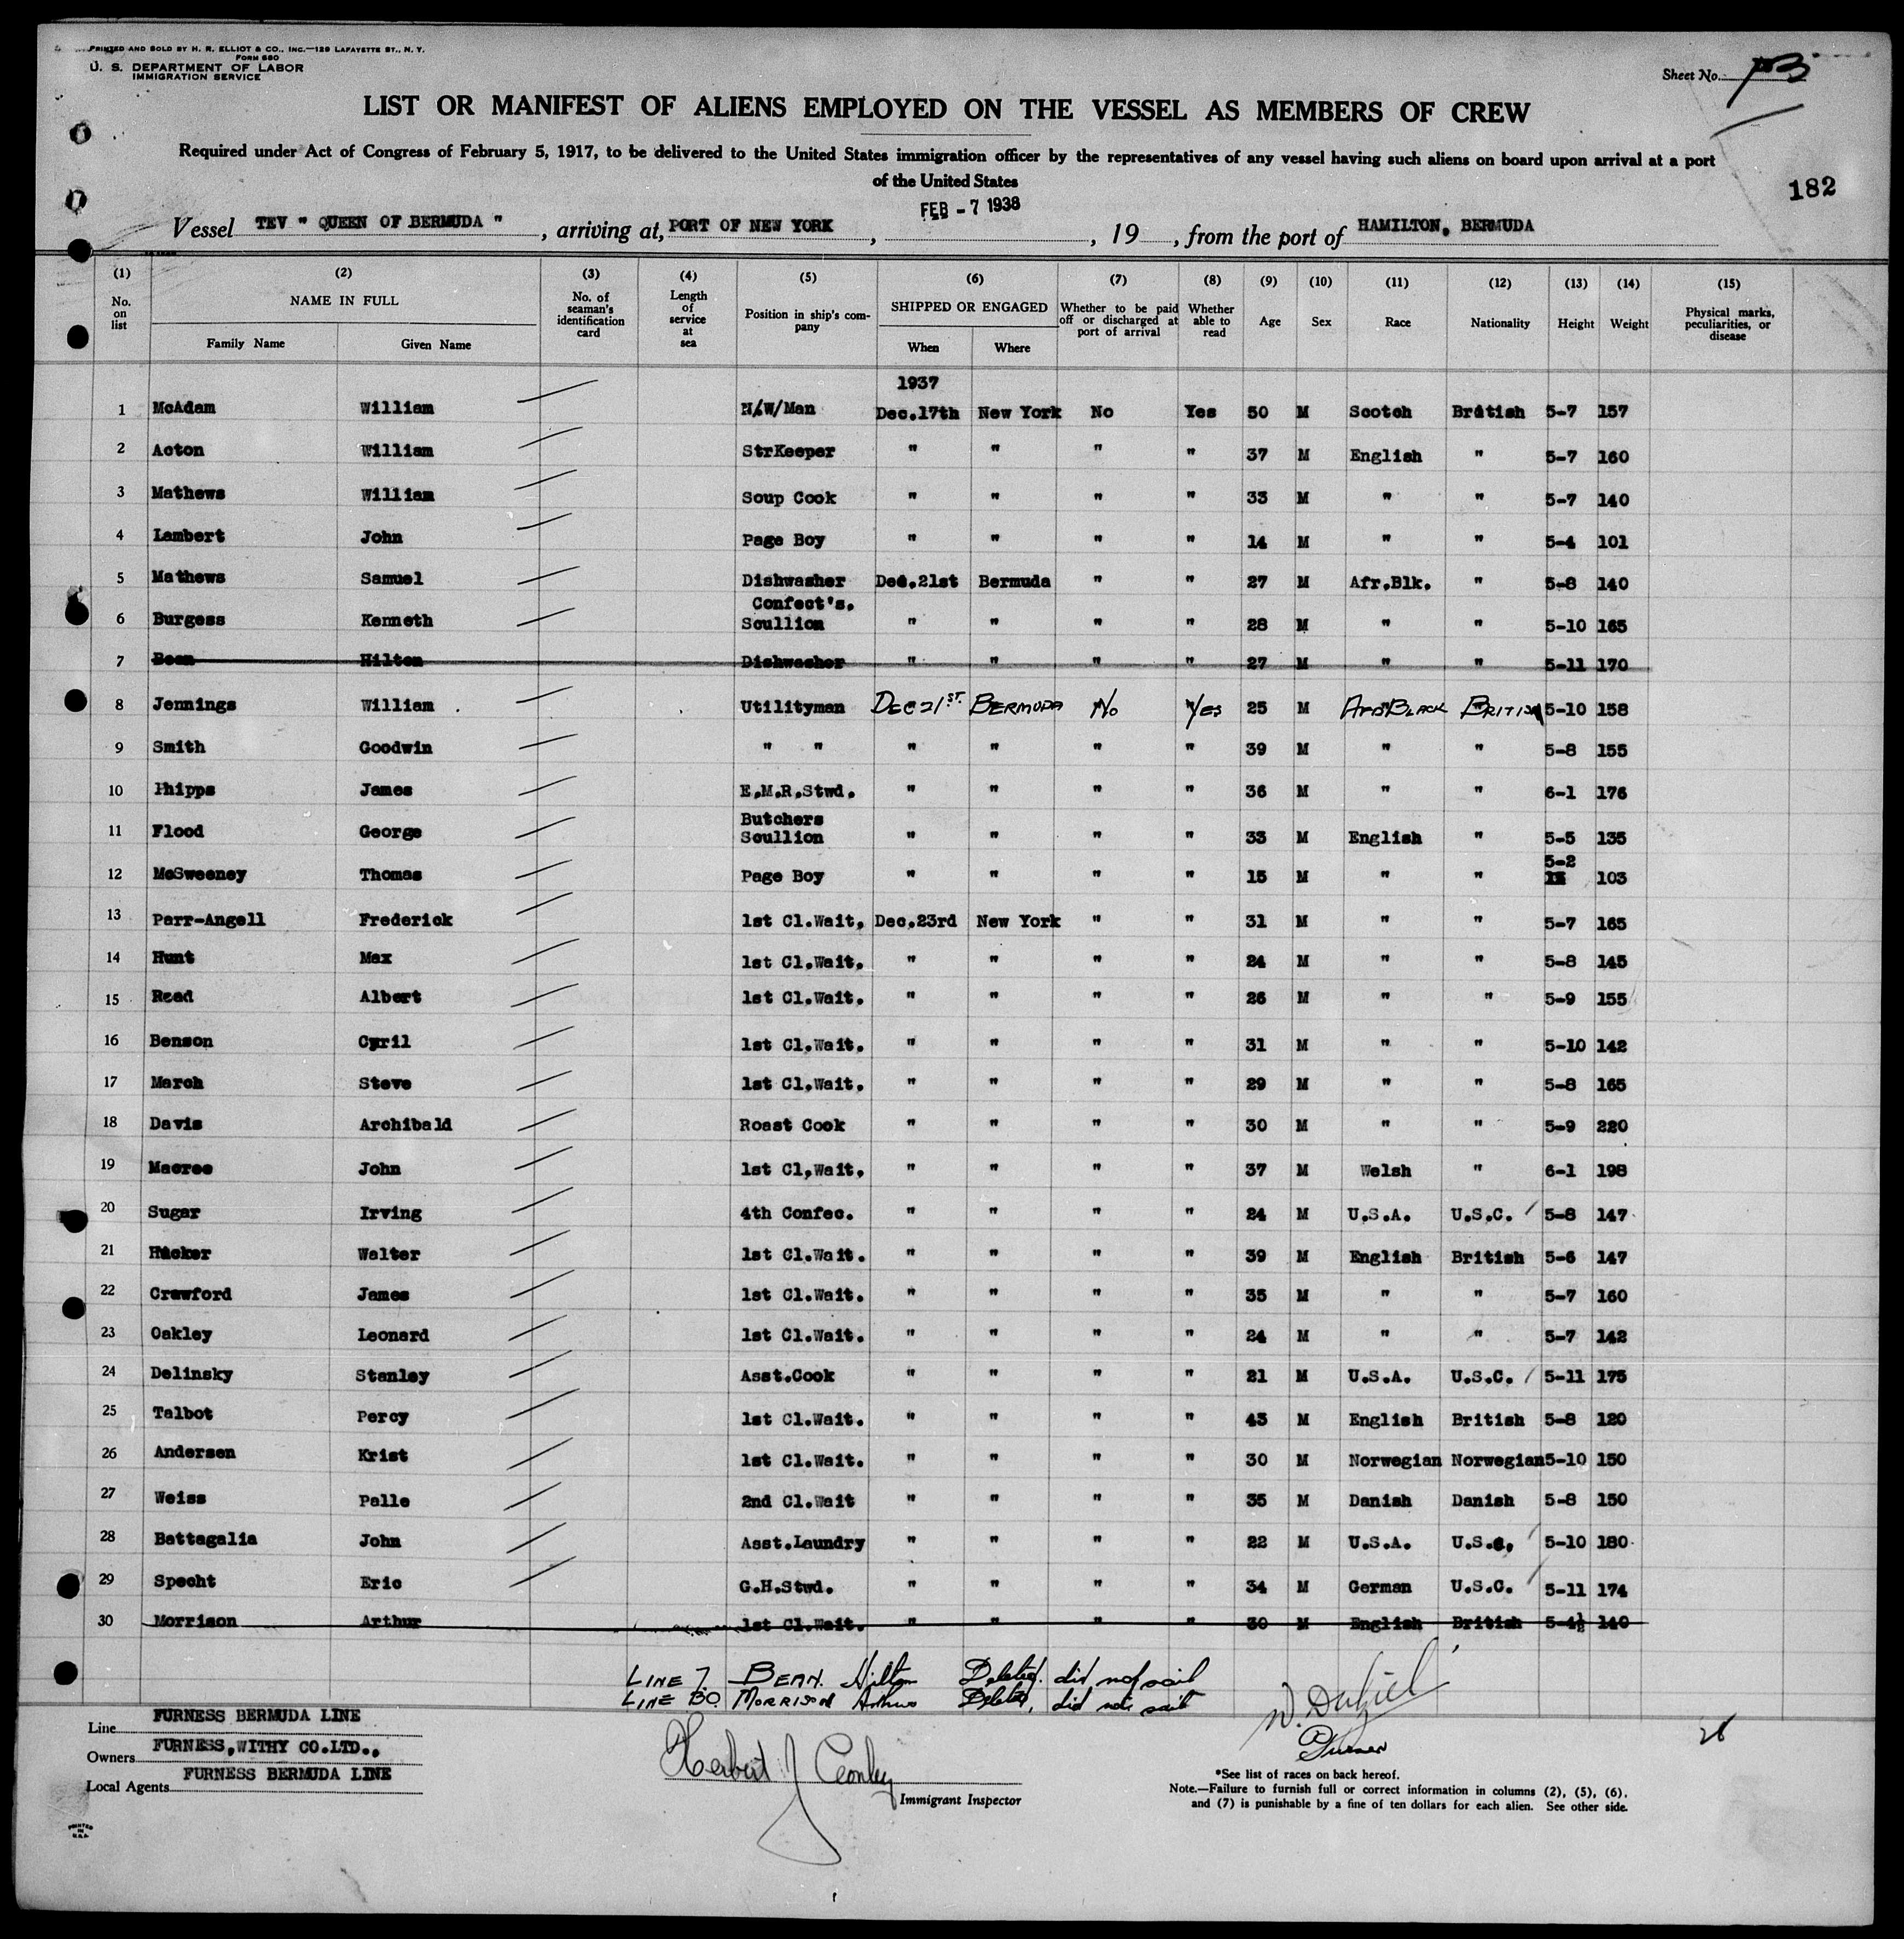 PRINTED AND SOLD BY H. R. ELLIOT & CO., INC.—129 LAFAYETTE ST., N. Y.
FORM 680
U. S. DEPARTMENT OF LABOR
IMMIGRATION SERVICE
Sheet No.
LIST OR MANIFEST OF ALIENS EMPLOYED ON THE VESSEL AS MEMBERS OF CREW
Required under Act of Congress of February 5, 1917, to be delivered to the United States immigration officer by the representatives of any vessel having such aliens on board upon arrival at a port
of the United States
182
FEB - 7 1938
Vessel TEV " QUEEN OF BERMUDA " , arriving at, PORT OF NEW YORK , , 19 , from the port of HAMILTON, BERMUDA
(1) (2) (3) (4) (5) (6) (7) (8) (9) (10) (11) (12) (13) (14) (15)
No. on list NAME IN FULL Family Name Given Name No. of seaman's identification card Length of service at sea Position in ship's company SHIPPED OR ENGAGED When Where Whether to be paid off or discharged at port of arrival Whether able to read Age Sex Race Nationality Height Weight Physical marks, peculiarities, or disease
1937
1 McAdam William N/W/Man Dec.17th New York No Yes 50 M Scotch British 5-7 157
2 Acton William StrKeeper " " " " 37 M English " 5-7 160
3 Mathews William Soup Cook " " " " 33 M " " 5-7 140
4 Lambert John Page Boy " " " " 14 M " " 5-4 101
5 Mathews Samuel Dishwasher Dec.21st Bermuda " " 27 M Afr.Blk. " 5-8 140
6 Burgess Kenneth Confect's. Scullion " " " " 28 M " " 5-10 165
7 Bean Hilton Dishwasher " " " " 27 M " " 5-11 170
8 Jennings William Utilityman DEC 21ST BERMUDA No Yes 25 M AFR BLACK BRITISH 5-10 158
9 Smith Goodwin " " " " " " 39 M " " 5-8 155
10 Phipps James E.M.R.Stwd. " " " " 36 M " " 6-1 176
11 Flood George Butchers Scullion " " " " 33 M English " 5-5 135
12 McSweeney Thomas Page Boy " " " " 15 M " " 5-2 103
13 Parr-Angell Frederick 1st Cl.Wait. Dec.23rd New York " " 31 M " " 5-7 165
14 Hunt Max 1st Cl.Wait. " " " " 24 M " " 5-8 145
15 Read Albert 1st Cl.Wait. " " " " 26 M " " 5-9 155
16 Benson Cyril 1st Cl.Wait. " " " " 31 M " " 5-10 142
17 March Steve 1st Cl.Wait. " " " " 29 M " " 5-8 165
18 Davis Archibald Roast Cook " " " " 30 M " " 5-9 220
19 Macree John 1st Cl,Wait, " " " " 37 M Welsh " 6-1 198
20 Sugar Irving 4th Confec. " " " " 24 M U.S.A. U.S.C. 5-8 147
21 Hucker Walter 1st Cl.Wait. " " " " 39 M English British 5-6 147
22 Crawford James 1st Cl.Wait. " " " " 35 M " " 5-7 160
23 Oakley Leonard 1st Cl.Wait. " " " " 24 M " " 5-7 142
24 Delinsky Stanley Asst.Cook " " " " 21 M U.S.A. U.S.C. 5-11 175
25 Talbot Percy 1st Cl.Wait. " " " " 43 M English British 5-8 120
26 Andersen Krist 1st Cl.Wait. " " " " 30 M Norwegian Norwegian 5-10 150
27 Weiss Palle 2nd Cl.Wait " " " " 35 M Danish Danish 5-8 150
28 Battagalia John Asst.Laundry " " " " 22 M U.S.A. U.S.C. 5-10 180
29 Specht Eric G.H.Stwd. " " " " 34 M German U.S.C. 5-11 174
30 Morrison Arthur 1st Cl.Wait. " " " " 30 M English British 5-4½ 140
LINE 7. BEAN. Hilton Deleted. did not sail
LINE 30 MORRISON Arthur Deleted, did not sail
Line FURNESS BERMUDA LINE
Owners FURNESS,WITHY CO.LTD.,
Local Agents FURNESS BERMUDA LINE
Herbert J
Immigrant Inspector
*See list of races on back hereof.
Note.—Failure to furnish full or correct information in columns (2), (5), (6),
and (7) is punishable by a fine of ten dollars for each alien. See other side.
28
PRINTED
IN
U.S.A.